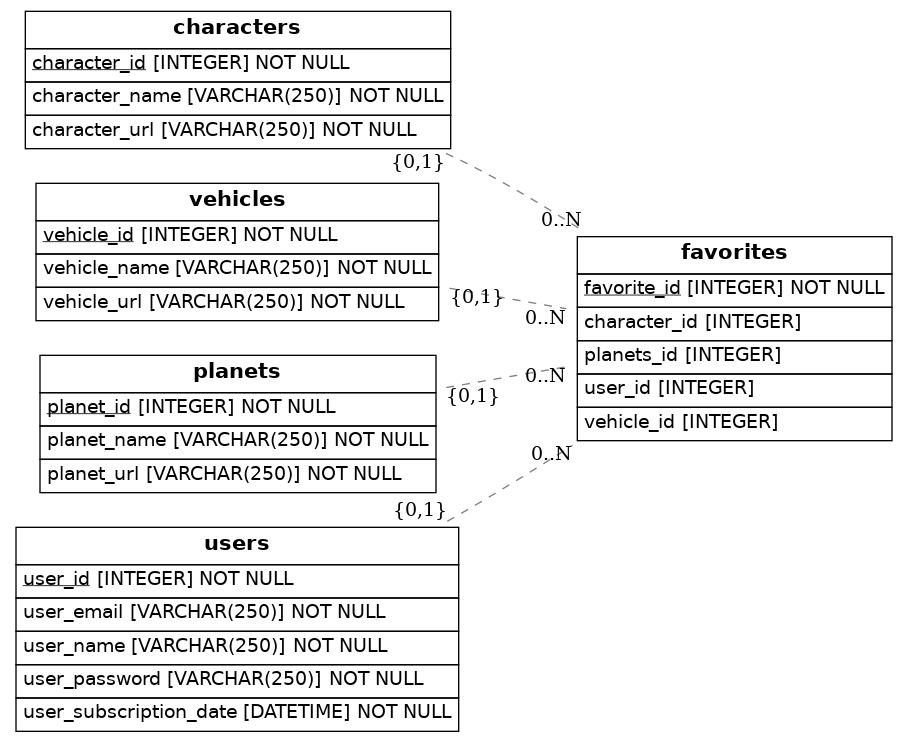 characters
character_id [INTEGER] NOT NULL
character_name [VARCHAR(250)] NOT NULL
character_url [VARCHAR(250)] NOT NULL
{0,1}
0..N
vehicles
vehicle_id [INTEGER] NOT NULL
vehicle_name [VARCHAR(250)] NOT NULL
vehicle_url [VARCHAR(250)] NOT NULL
{0,1}
0..N
favorites
favorite_id [INTEGER] NOT NULL
character_id [INTEGER]
planets_id [INTEGER]
user_id [INTEGER]
vehicle_id [INTEGER]
planets
planet_id [INTEGER] NOT NULL
planet_name [VARCHAR(250)] NOT NULL
planet_url [VARCHAR(250)] NOT NULL
{0,1}
0..N
users
user_id [INTEGER] NOT NULL
user_email [VARCHAR(250)] NOT NULL
user_name [VARCHAR(250)] NOT NULL
user_password [VARCHAR(250)] NOT NULL
user_subscription_date [DATETIME] NOT NULL
{0,1}
0..N